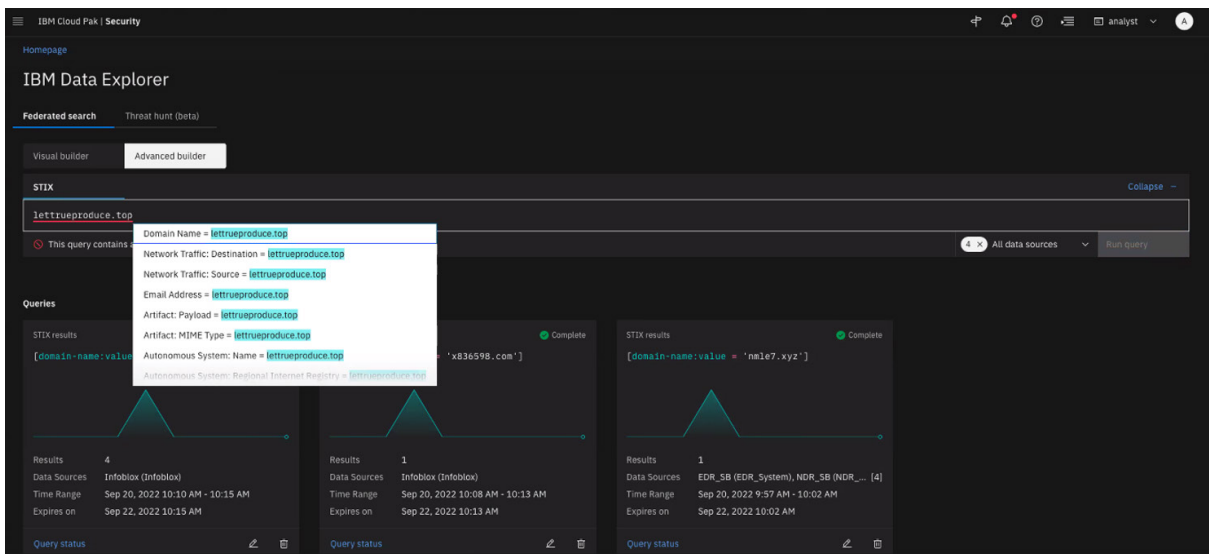 IBM Cloud Pak | Security
analyst
A
Homepage
IBM Data Explorer
Federated search Threat hunt (beta)
Visual builder Advanced builder
STIX Collapse –
lettrueproduce.top
This query contains a
4 × All data sources Run query
Domain Name = lettrueproduce.top
Network Traffic: Destination = lettrueproduce.top
Network Traffic: Source = lettrueproduce.top
Email Address = lettrueproduce.top
Artifact: Payload = lettrueproduce.top
Artifact: MIME Type = lettrueproduce.top
Autonomous System: Name = lettrueproduce.top
Autonomous System: Regional Internet Registry = lettrueproduce.top
Queries
STIX results
[domain-name:value
Results 4
Data Sources Infoblox (Infoblox)
Time Range Sep 20, 2022 10:10 AM - 10:15 AM
Expires on Sep 22, 2022 10:15 AM
Query status
Complete
= 'x836598.com']
Results 1
Data Sources Infoblox (Infoblox)
Time Range Sep 20, 2022 10:08 AM - 10:13 AM
Expires on Sep 22, 2022 10:13 AM
Query status
STIX results Complete
[domain-name:value = 'nmle7.xyz']
Results 1
Data Sources EDR_SB (EDR_System), NDR_SB (NDR_... [4]
Time Range Sep 20, 2022 9:57 AM - 10:02 AM
Expires on Sep 22, 2022 10:02 AM
Query status